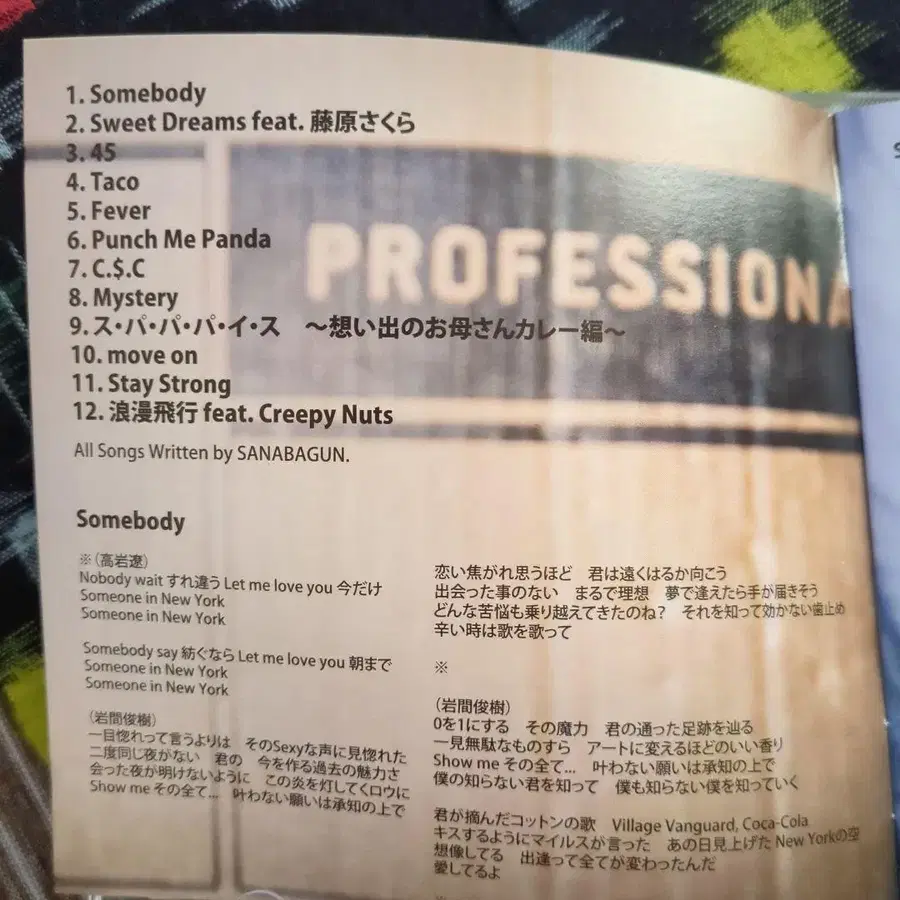 1. Somebody
2. Sweet Dreams feat. 藤原さくら
3. 45
4. Taco
5. Fever
6. Punch Me Panda
7. C.$.C
8. Mystery
9. ス・パ・パ・パ・イ・ス　～想い出のお母さんカレー編～
10. move on
11. Stay Strong
12. 浪漫飛行 feat. Creepy Nuts
All Songs Written by SANABAGUN.
PROFESSIONA
Somebody
※（高岩遼）
Nobody wait すれ違う Let me love you 今だけ
Someone in New York
Someone in New York
Somebody say 紡ぐなら Let me love you 朝まで
Someone in New York
Someone in New York
（岩間俊樹）
一目惚れって言うよりは　そのSexyな声に見惚れた
二度同じ夜がない　君の　今を作る過去の魅力さ
会った夜が明けないように　この炎を灯してくロウに
Show me その全て…　叶わない願いは承知の上で
恋い焦がれ思うほど　君は遠くはるか向こう
出会った事のない　まるで理想　夢で逢えたら手が届きそう
どんな苦悩も乗り越えてきたのね？　それを知って効かない歯止め
辛い時は歌を歌って
※
（岩間俊樹）
0を1にする　その魔力　君の通った足跡を辿る
一見無駄なものすら　アートに変えるほどのいい香り
Show me その全て…　叶わない願いは承知の上で
僕の知らない君を知って　僕も知らない僕を知っていく
君が摘んだコットンの歌　Village Vanguard, Coca-Cola
キスするようにマイルスが言った　あの日見上げた New Yorkの空
想像してる　出逢って全てが変わったんだ
愛してるよ